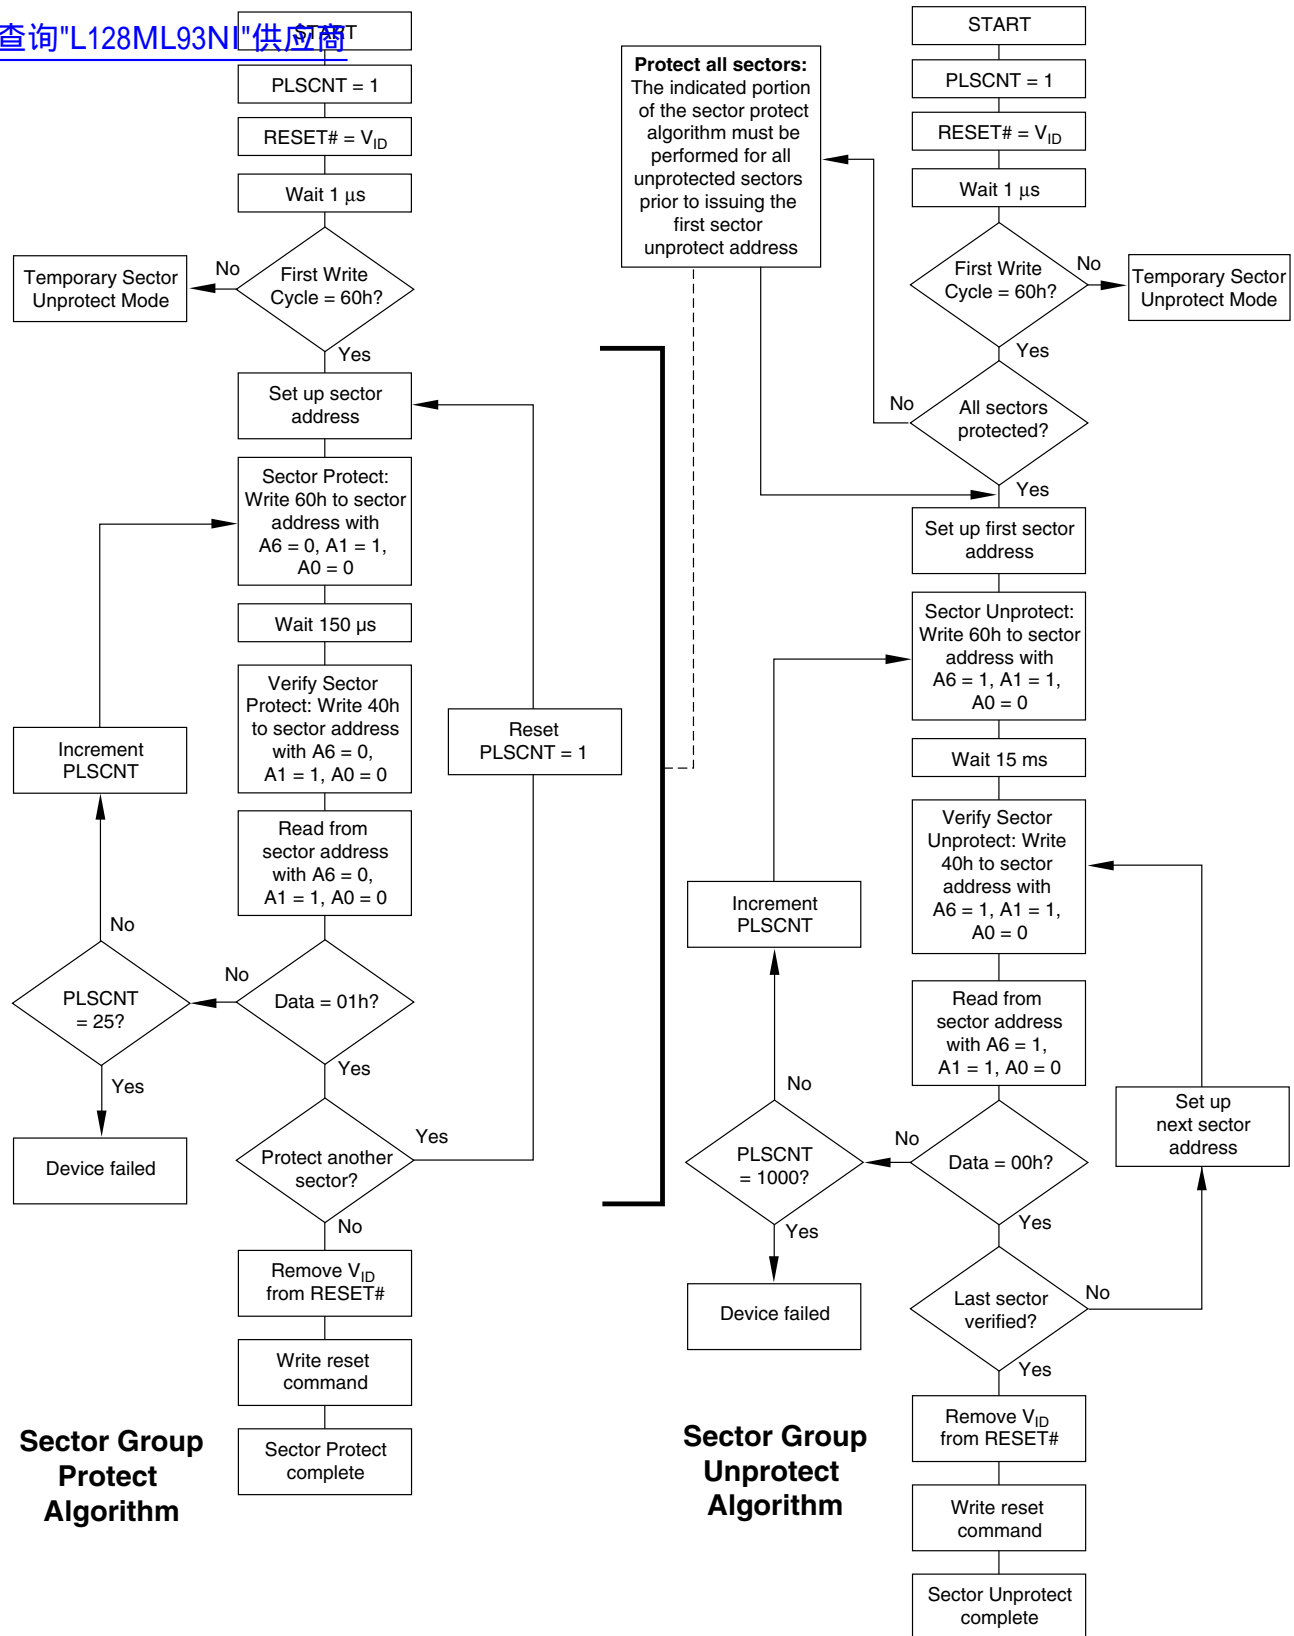 查询"L128ML93NI"供应商
START
PLSCNT = 1
RESET# = VID
Wait 1 μs
First Write
Cycle = 60h?
No
Temporary Sector
Unprotect Mode
Yes
Set up sector
address
Sector Protect:
Write 60h to sector
address with
A6 = 0, A1 = 1,
A0 = 0
Wait 150 µs
Verify Sector
Protect: Write 40h
to sector address
with A6 = 0,
A1 = 1, A0 = 0
Reset
PLSCNT = 1
Increment
PLSCNT
Read from
sector address
with A6 = 0,
A1 = 1, A0 = 0
No
No
PLSCNT
= 25?
Data = 01h?
Yes
Yes
Device failed
Protect another
sector?
Yes
No
Remove VID
from RESET#
Write reset
command
Sector Protect
complete
Sector Group
Protect
Algorithm
Protect all sectors:
The indicated portion
of the sector protect
algorithm must be
performed for all
unprotected sectors
prior to issuing the
first sector
unprotect address
START
PLSCNT = 1
RESET# = VID
Wait 1 μs
First Write
Cycle = 60h?
No
Temporary Sector
Unprotect Mode
Yes
No
All sectors
protected?
Yes
Set up first sector
address
Sector Unprotect:
Write 60h to sector
address with
A6 = 1, A1 = 1,
A0 = 0
Wait 15 ms
Verify Sector
Unprotect: Write
40h to sector
address with
A6 = 1, A1 = 1,
A0 = 0
Increment
PLSCNT
Read from
sector address
with A6 = 1,
A1 = 1, A0 = 0
No
No
PLSCNT
= 1000?
Data = 00h?
Set up
next sector
address
Yes
Yes
Device failed
Last sector
verified?
No
Yes
Remove VID
from RESET#
Write reset
command
Sector Unprotect
complete
Sector Group
Unprotect
Algorithm